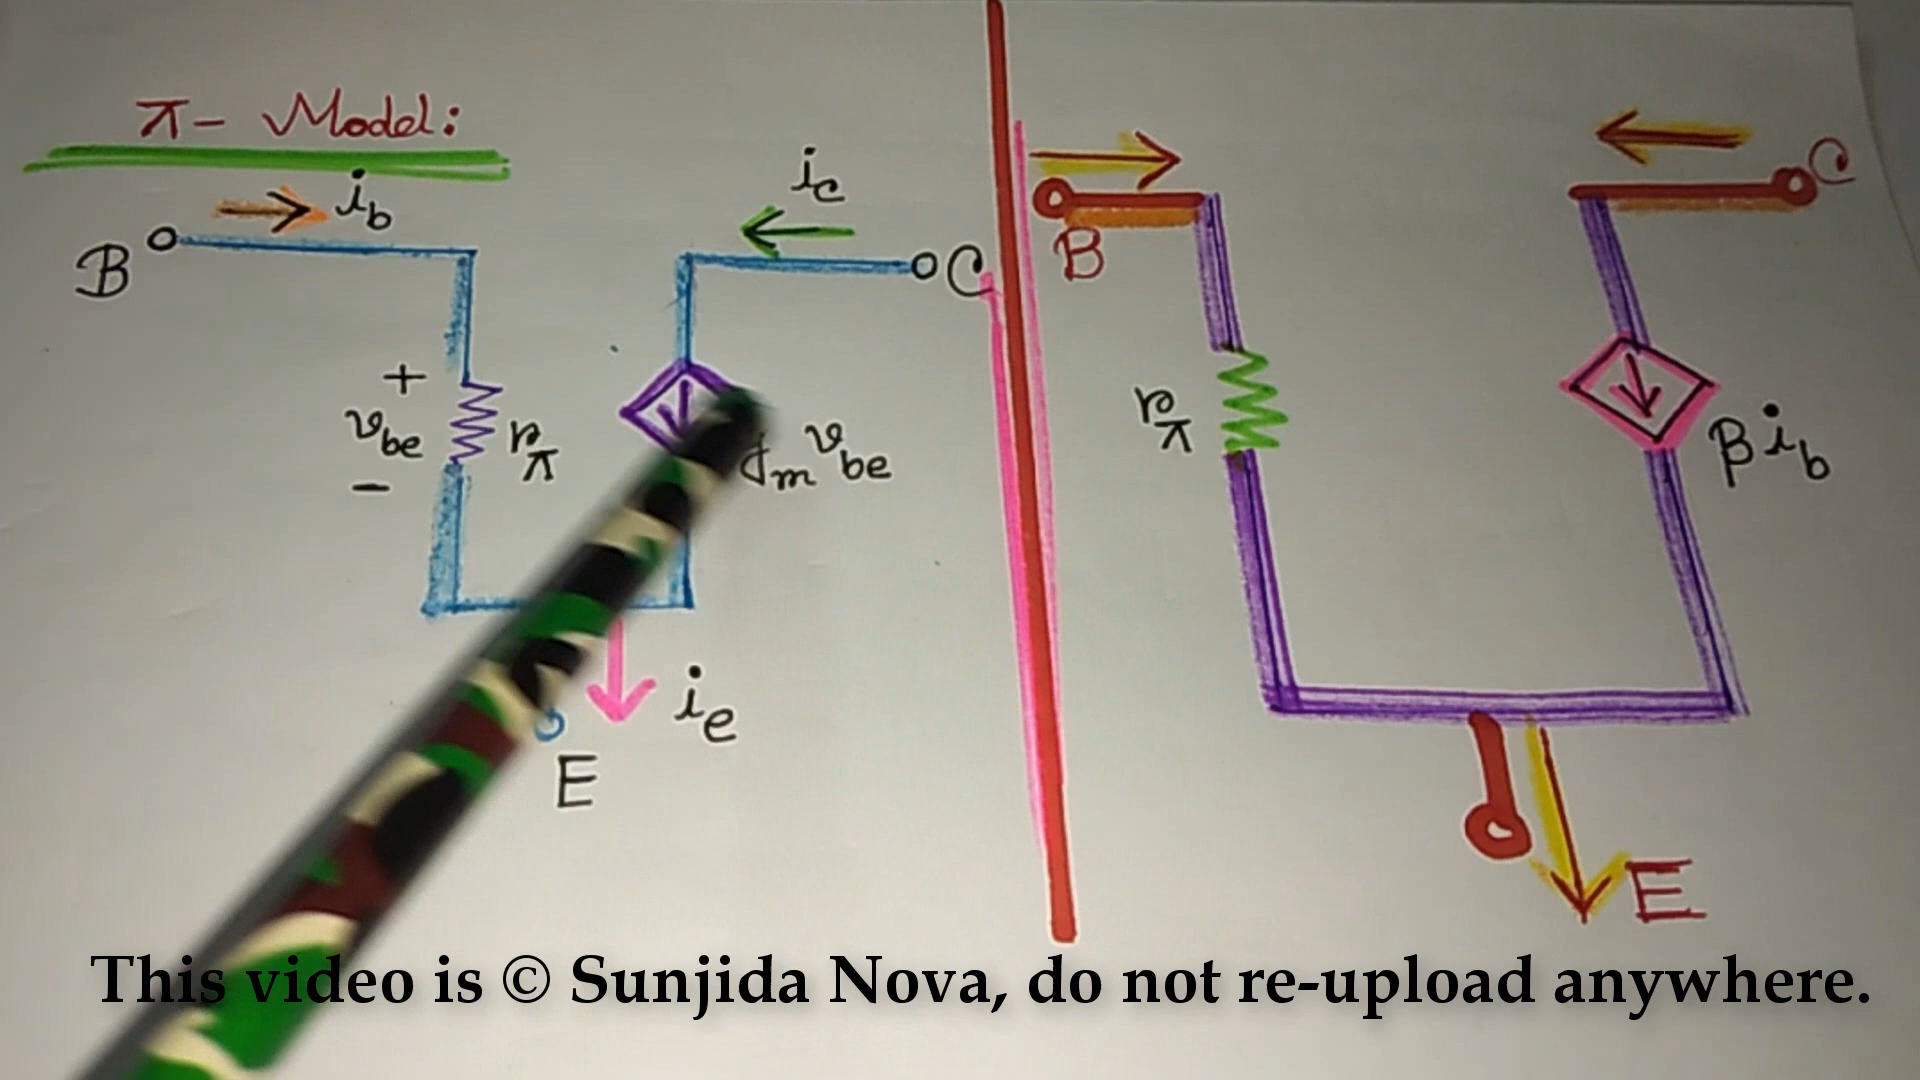 π- Model:
i_b
i_c
B
C
+
v_be
-
r_π
g_m v_be
i_e
E
B
C
r_π
β i_b
E
This video is © Sunjida Nova, do not re-upload anywhere.